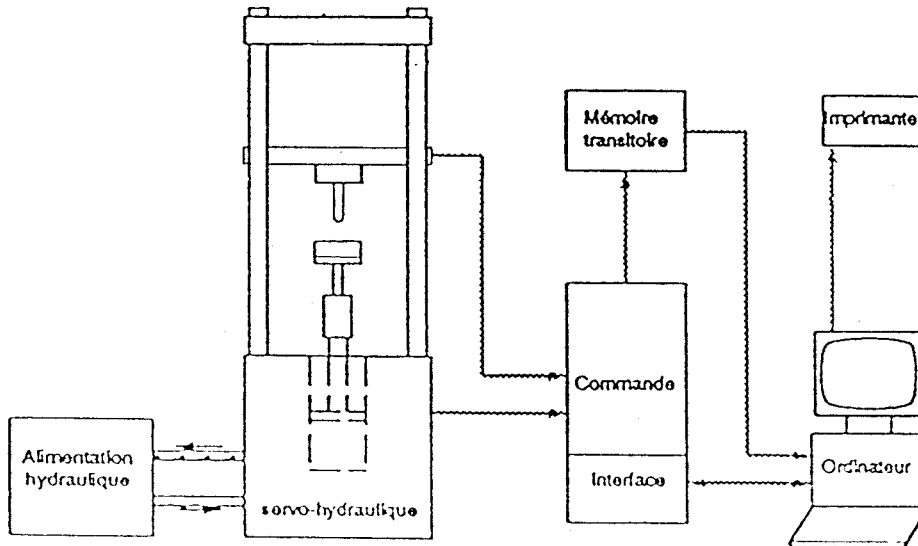 Mémoire
transitoire
Imprimante
Commande
Alimentation
hydraulique
servo-hydraulique
Interface
Ordinateur